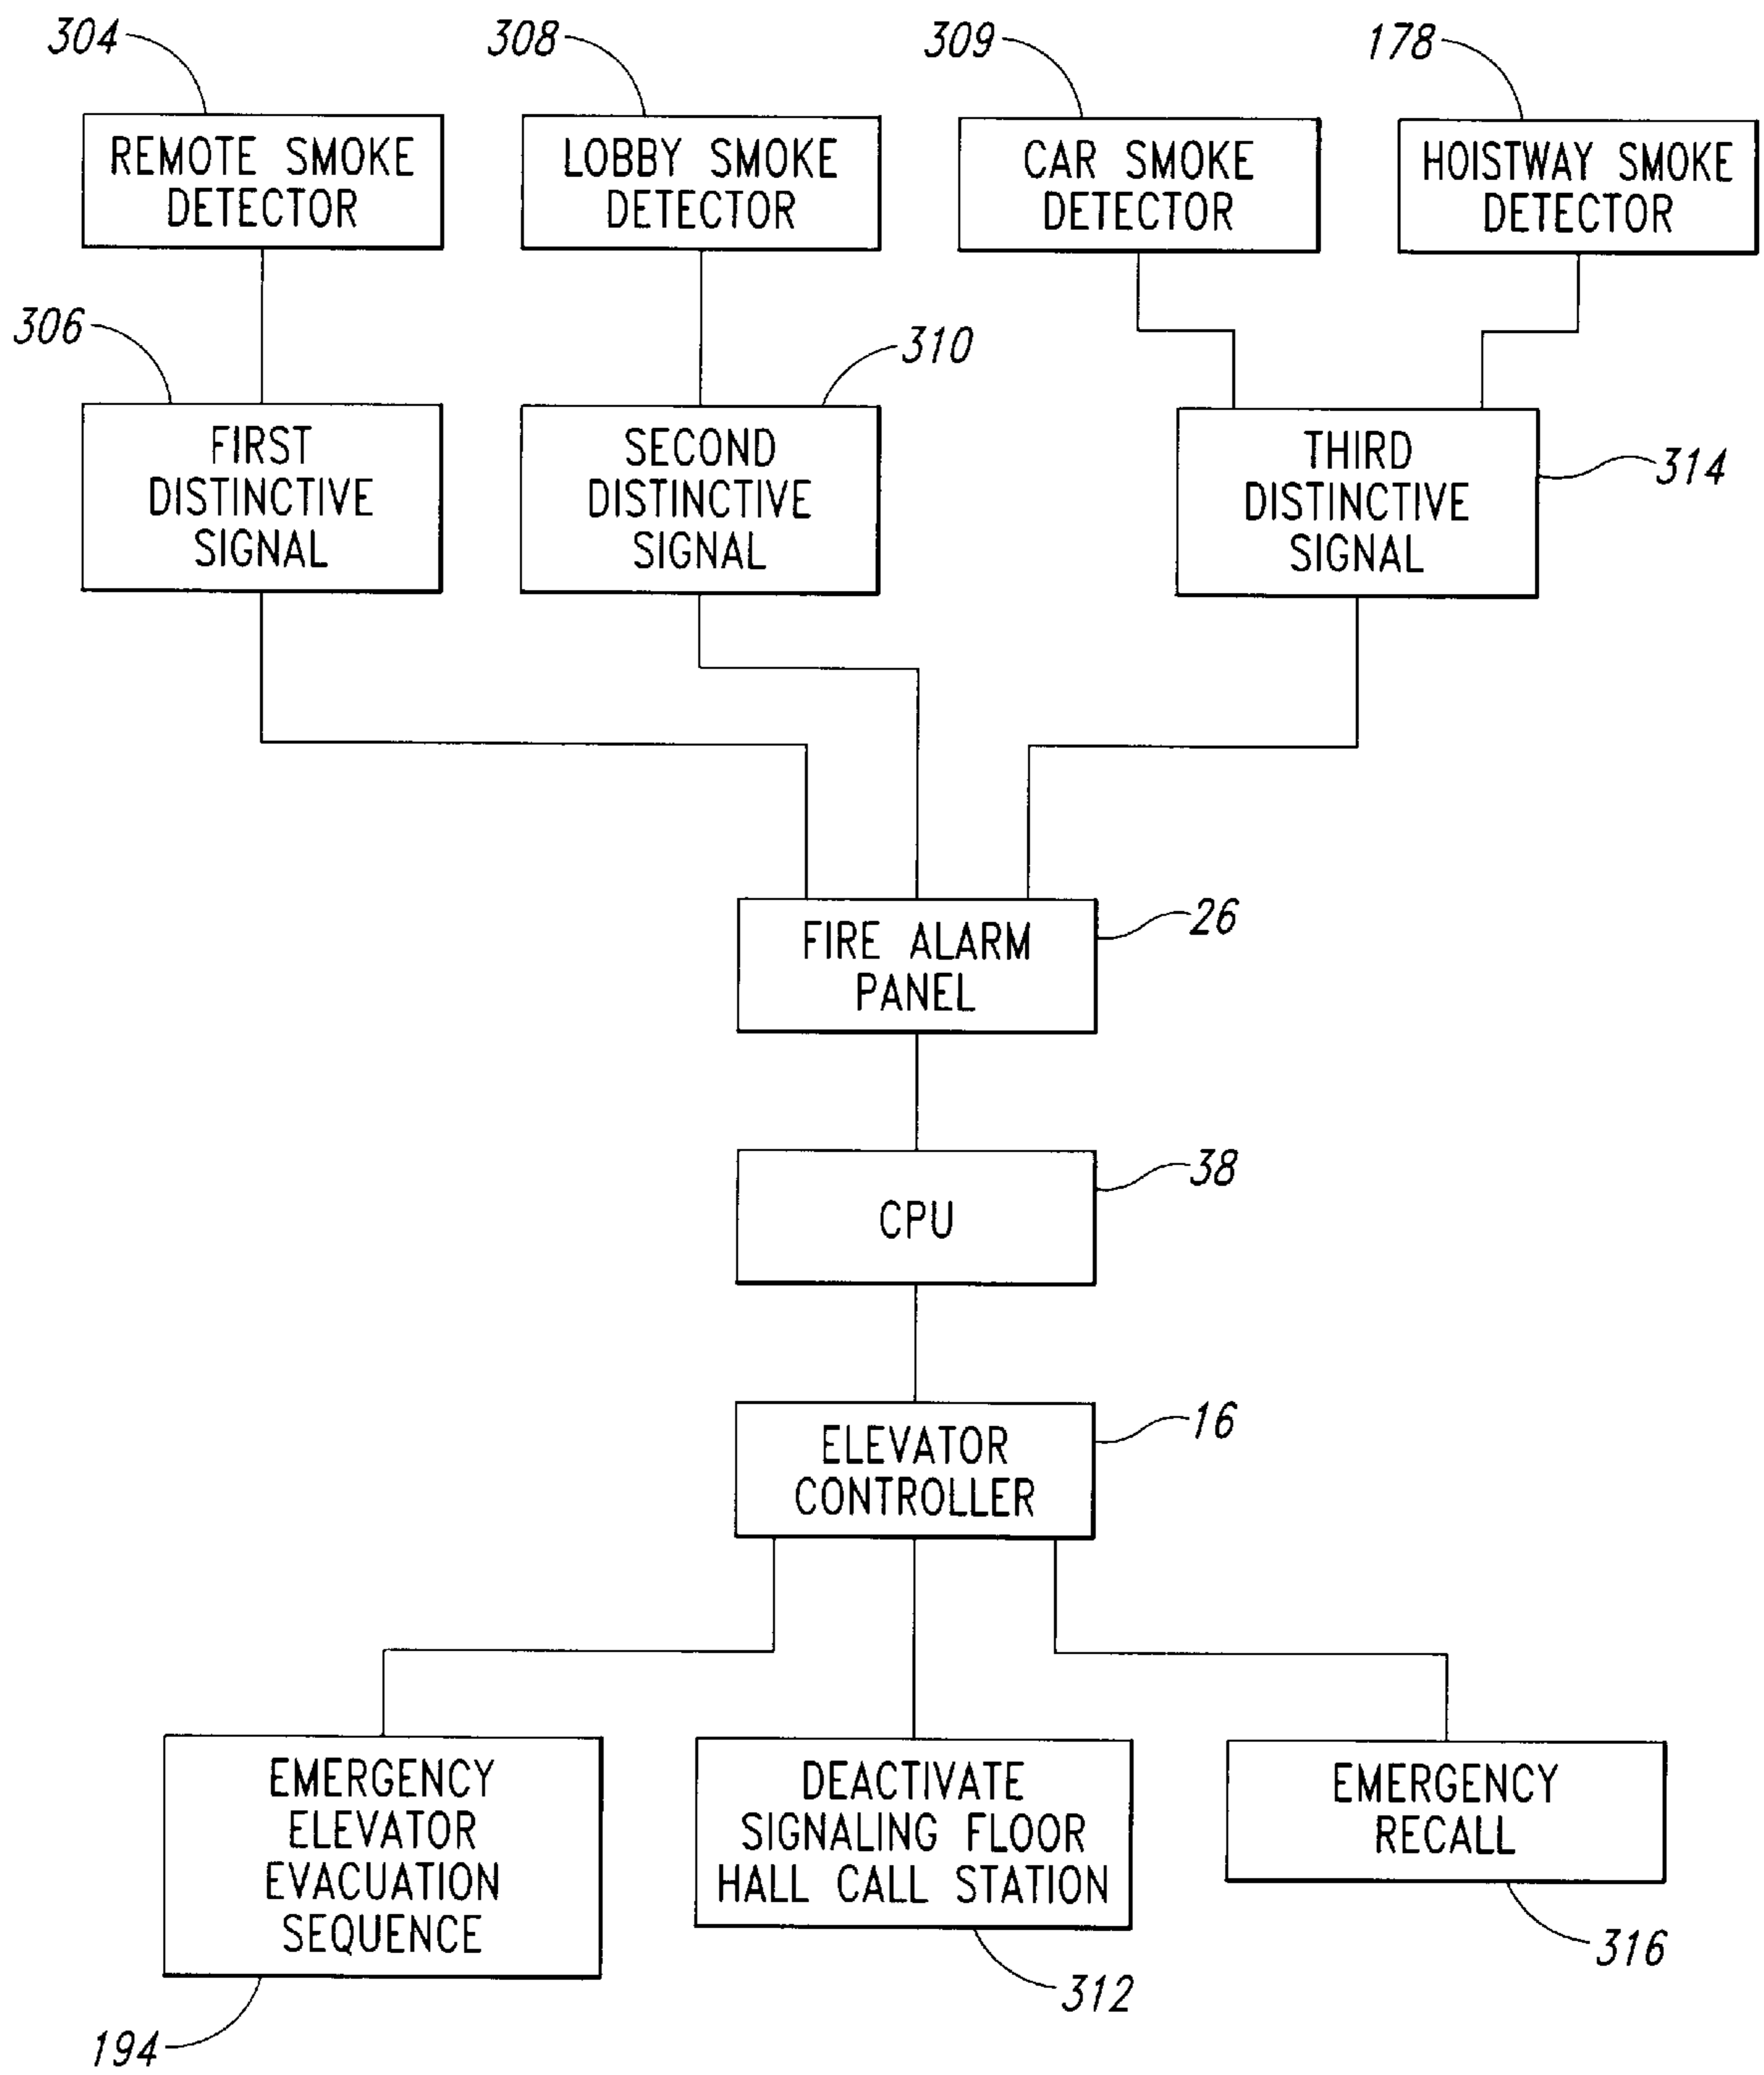 304
308
309
178
REMOTE SMOKE
DETECTOR
LOBBY SMOKE
DETECTOR
CAR SMOKE
DETECTOR
HOISTWAY SMOKE
DETECTOR
306
310
314
FIRST
DISTINCTIVE
SIGNAL
SECOND
DISTINCTIVE
SIGNAL
THIRD
DISTINCTIVE
SIGNAL
26
FIRE ALARM
PANEL
38
CPU
16
ELEVATOR
CONTROLLER
EMERGENCY
ELEVATOR
EVACUATION
SEQUENCE
DEACTIVATE
SIGNALING FLOOR
HALL CALL STATION
EMERGENCY
RECALL
194
312
316